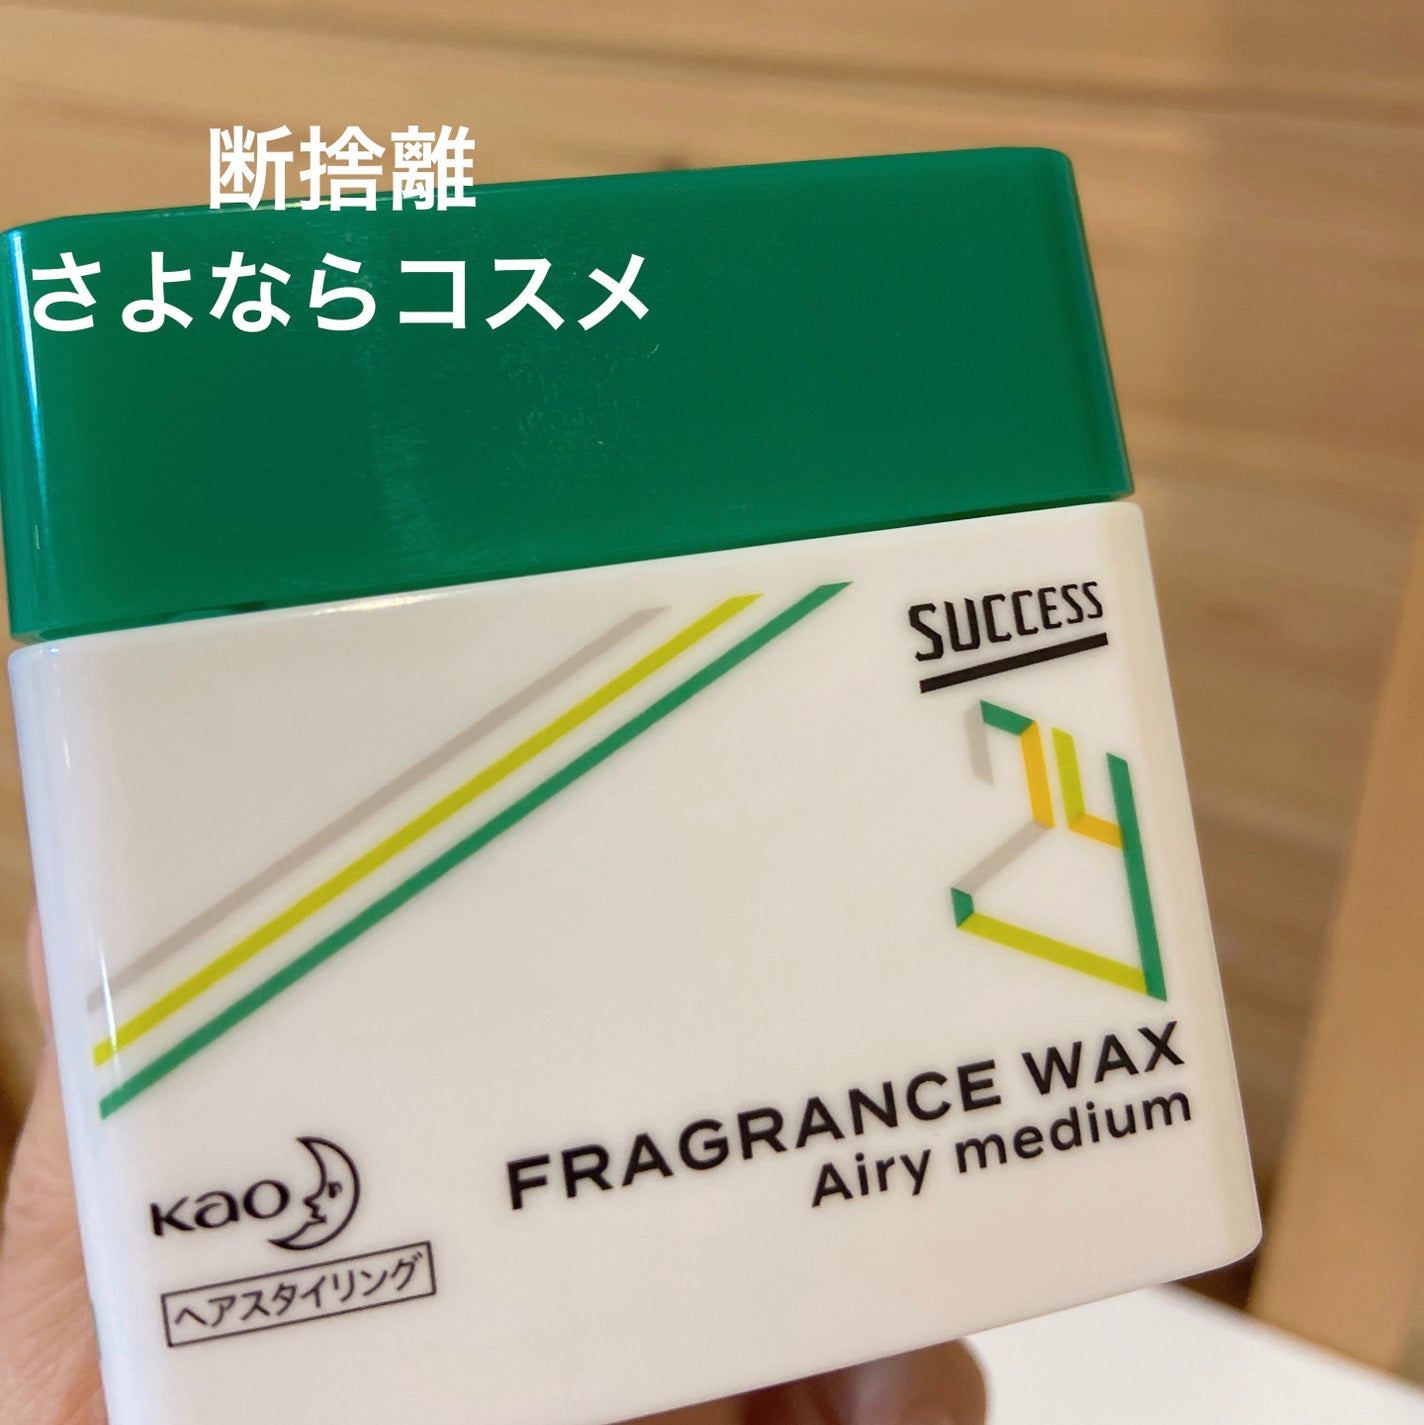 断捨離
さよならコスメ
SUCCESS
FRAGRANCE WAX
Airy medium
Kao
ヘアスタイリング